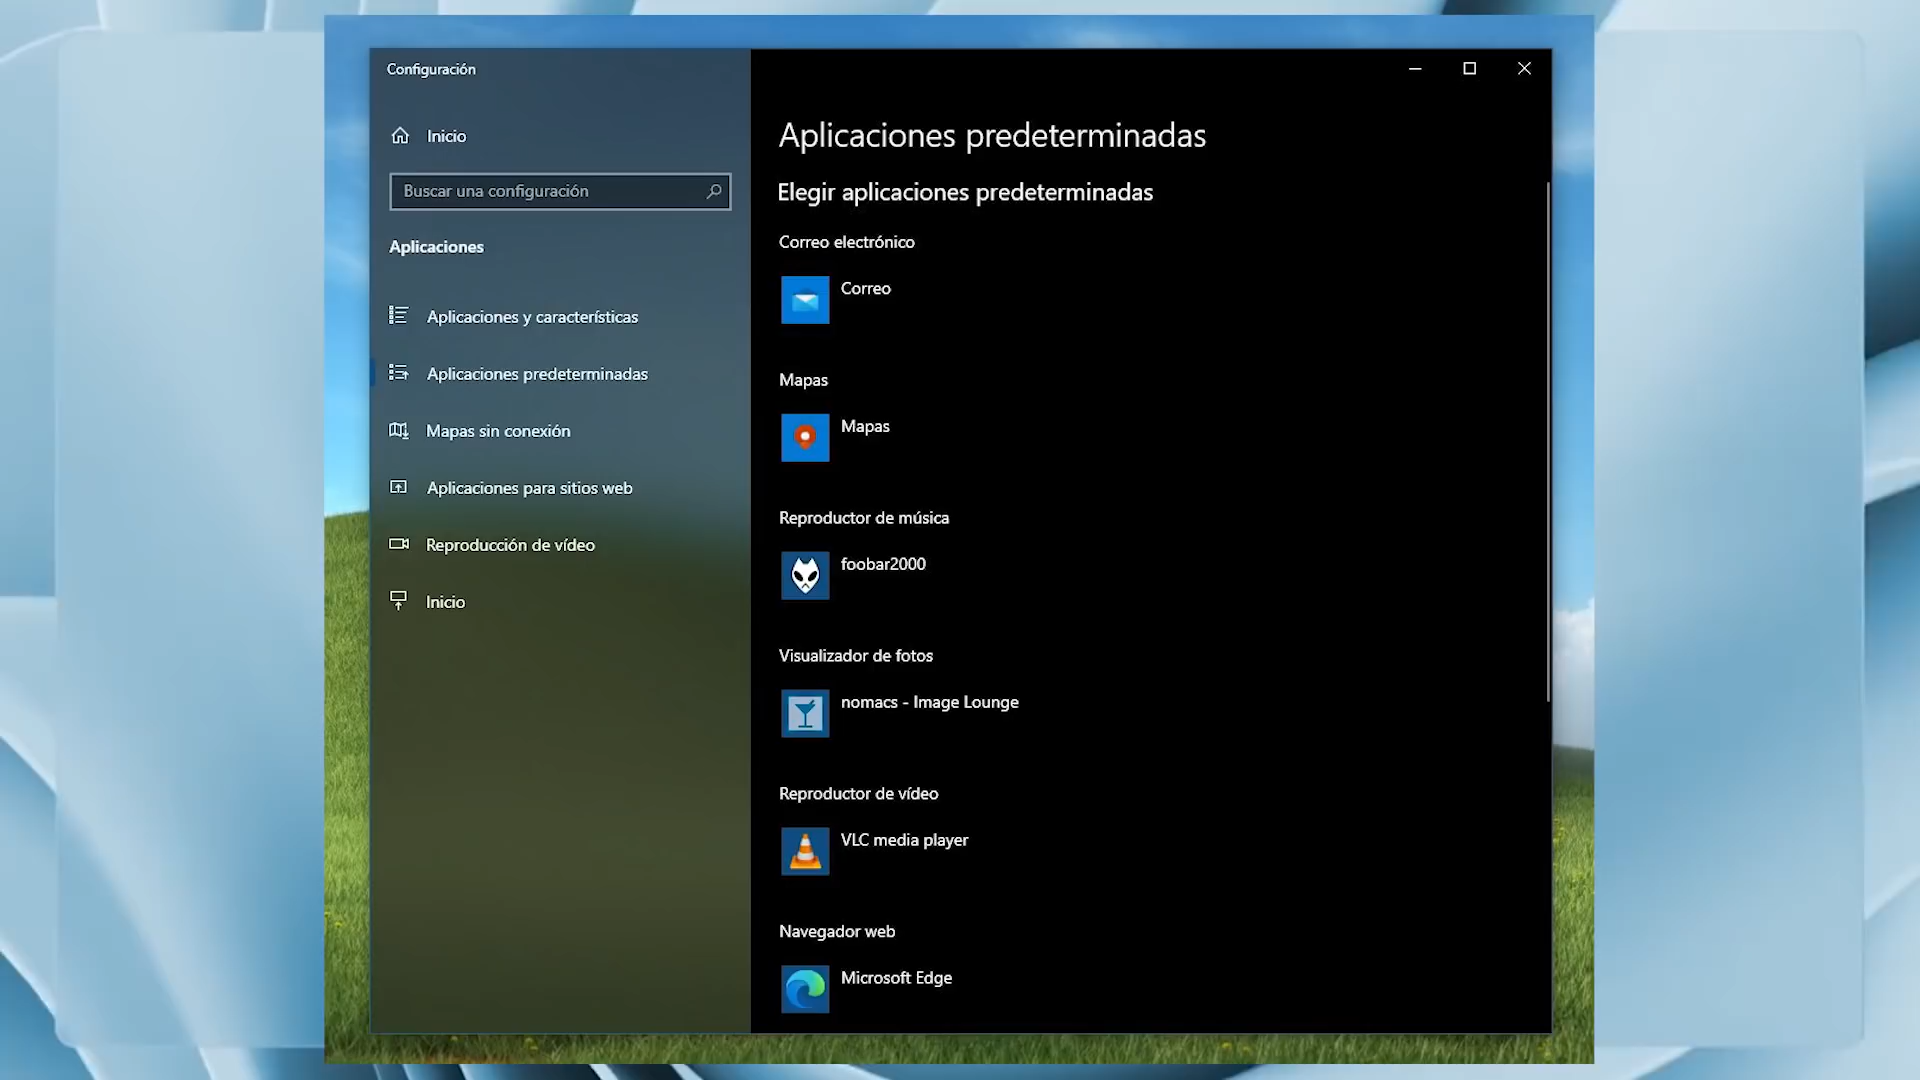 Configuración
Inicio
Buscar una configuración
Aplicaciones
Aplicaciones y características
Aplicaciones predeterminadas
Mapas sin conexión
Aplicaciones para sitios web
Reproducción de vídeo
Inicio
Aplicaciones predeterminadas
Elegir aplicaciones predeterminadas
Correo electrónico
Correo
Mapas
Mapas
Reproductor de música
foobar2000
Visualizador de fotos
nomacs - Image Lounge
Reproductor de vídeo
VLC media player
Navegador web
Microsoft Edge